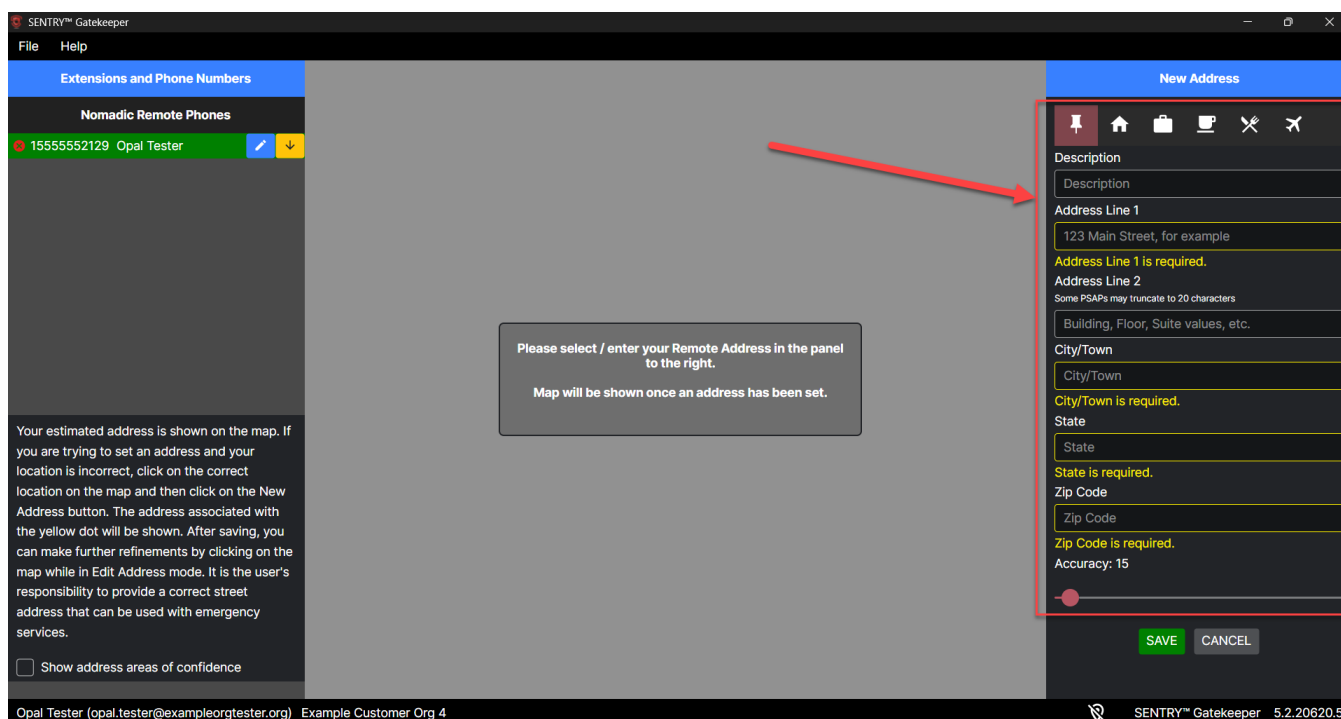 SENTRY™ Gatekeeper
File Help
Extensions and Phone Numbers
Nomadic Remote Phones
15555552129 Opal Tester
Your estimated address is shown on the map. If
you are trying to set an address and your
location is incorrect, click on the correct
location on the map and then click on the New
Address button. The address associated with
the yellow dot will be shown. After saving, you
can make further refinements by clicking on the
map while in Edit Address mode. It is the user's
responsibility to provide a correct street
address that can be used with emergency
services.
Show address areas of confidence
Please select / enter your Remote Address in the panel
to the right.
Map will be shown once an address has been set.
New Address
Description
Description
Address Line 1
123 Main Street, for example
Address Line 1 is required.
Address Line 2
Some PSAPs may truncate to 20 characters
Building, Floor, Suite values, etc.
City/Town
City/Town
City/Town is required.
State
State
State is required.
Zip Code
Zip Code
Zip Code is required.
Accuracy: 15
SAVE CANCEL
Opal Tester (opal.tester@exampleorgtester.org) Example Customer Org 4
SENTRY™ Gatekeeper 5.2.20620.5